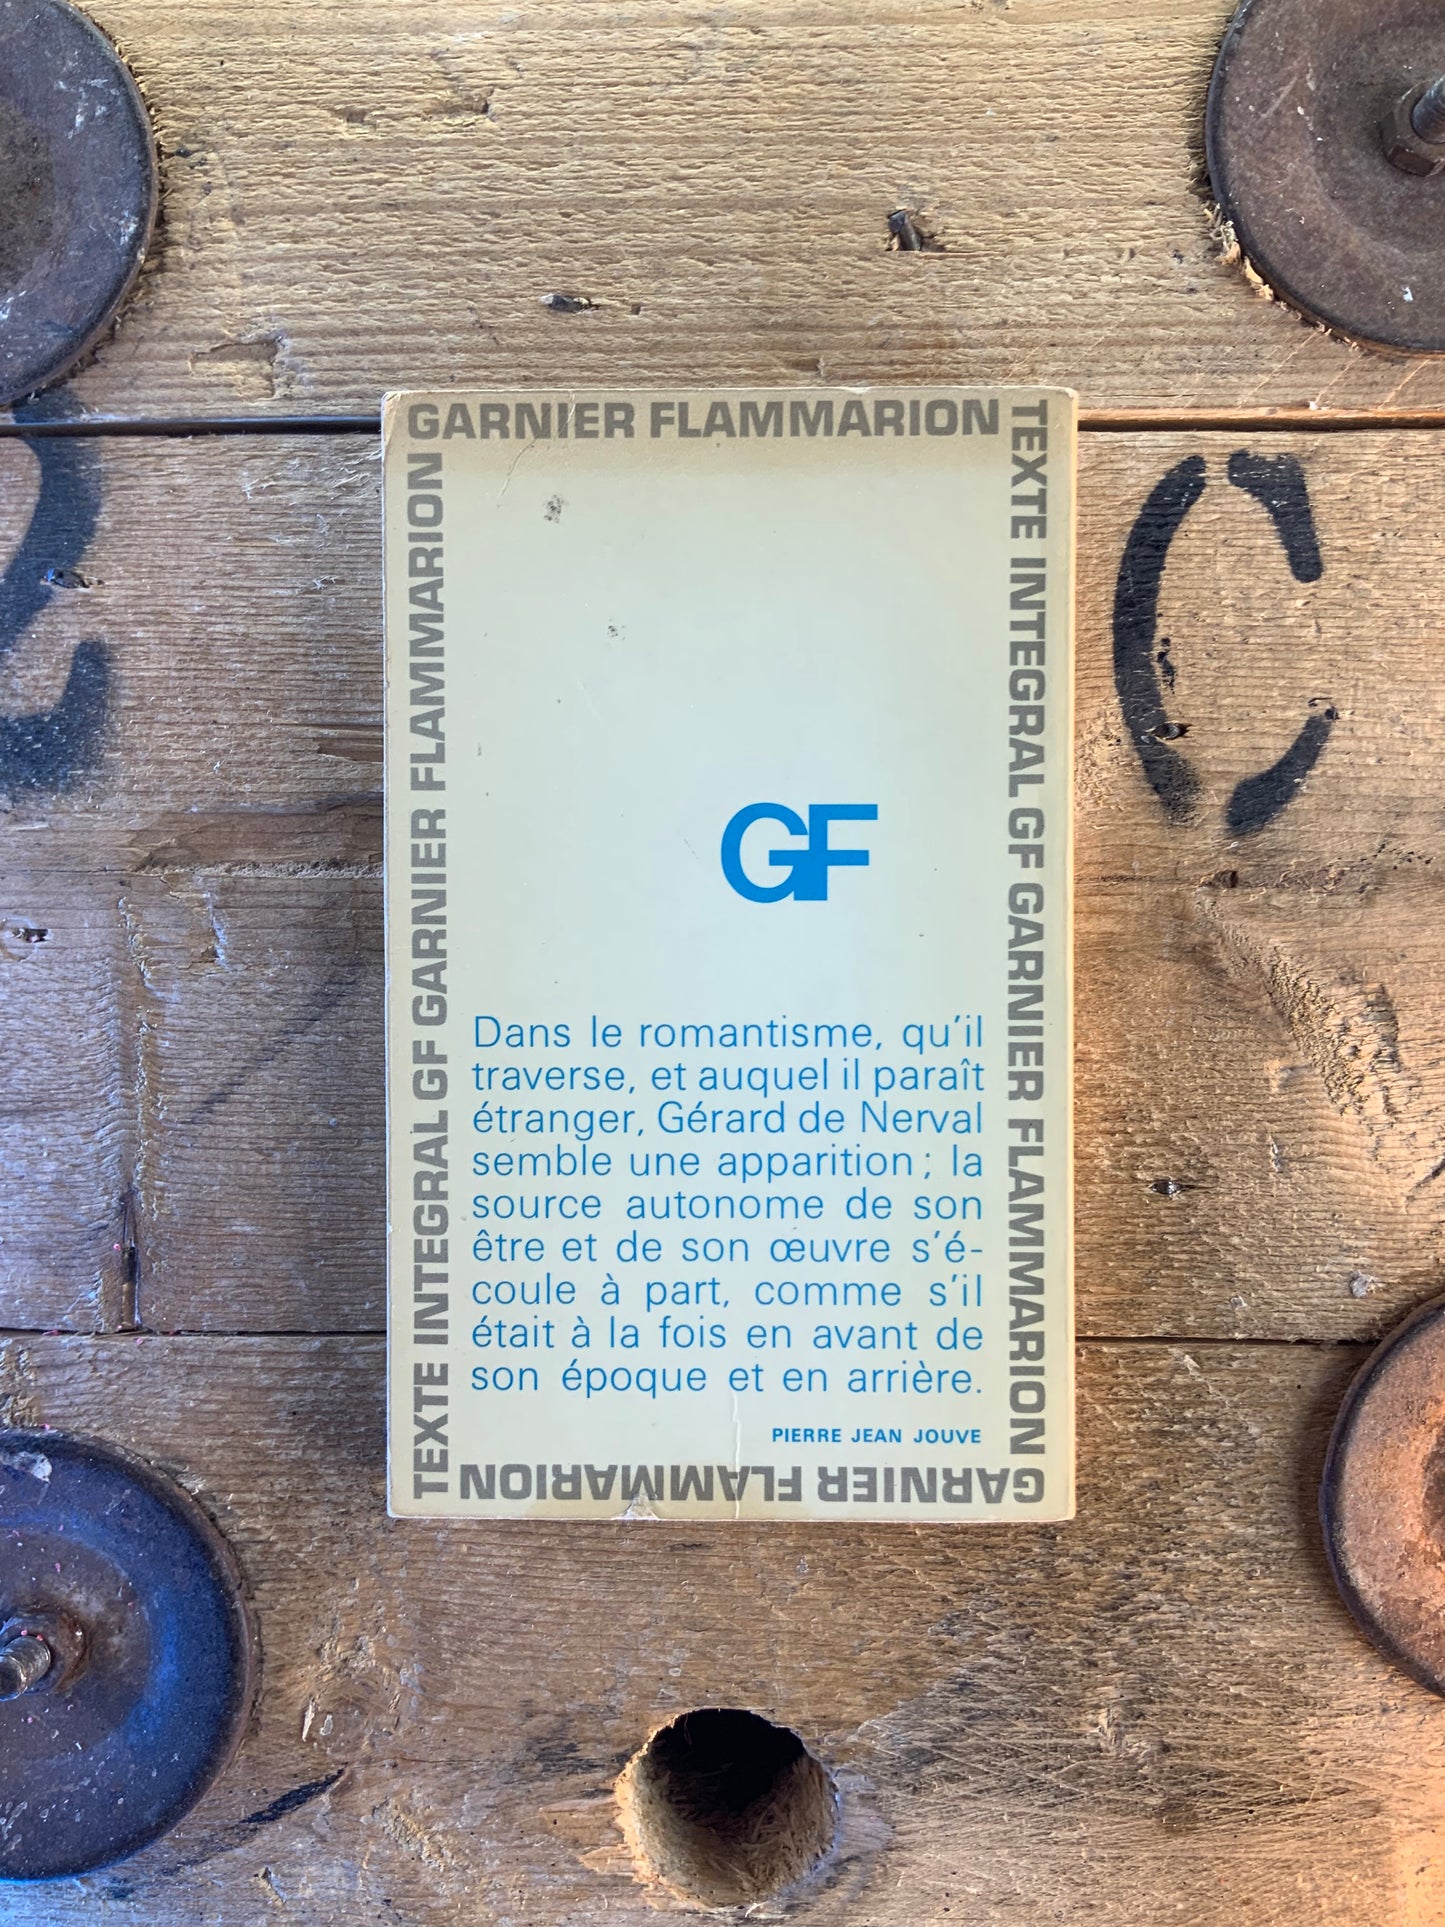 GARNIER FLAMMARION
TEXTE INTEGRAL GF GARNIER FLAMMARION
GARNIER FLAMMARION
TEXTE INTEGRAL GF GARNIER FLAMMARION
GF
Dans le romantisme, qu'il
traverse, et auquel il paraît
étranger, Gérard de Nerval
semble une apparition ; la
source autonome de son
être et de son œuvre s'é-
coule à part, comme s'il
était à la fois en avant de
son époque et en arrière.
PIERRE JEAN JOUVE
C